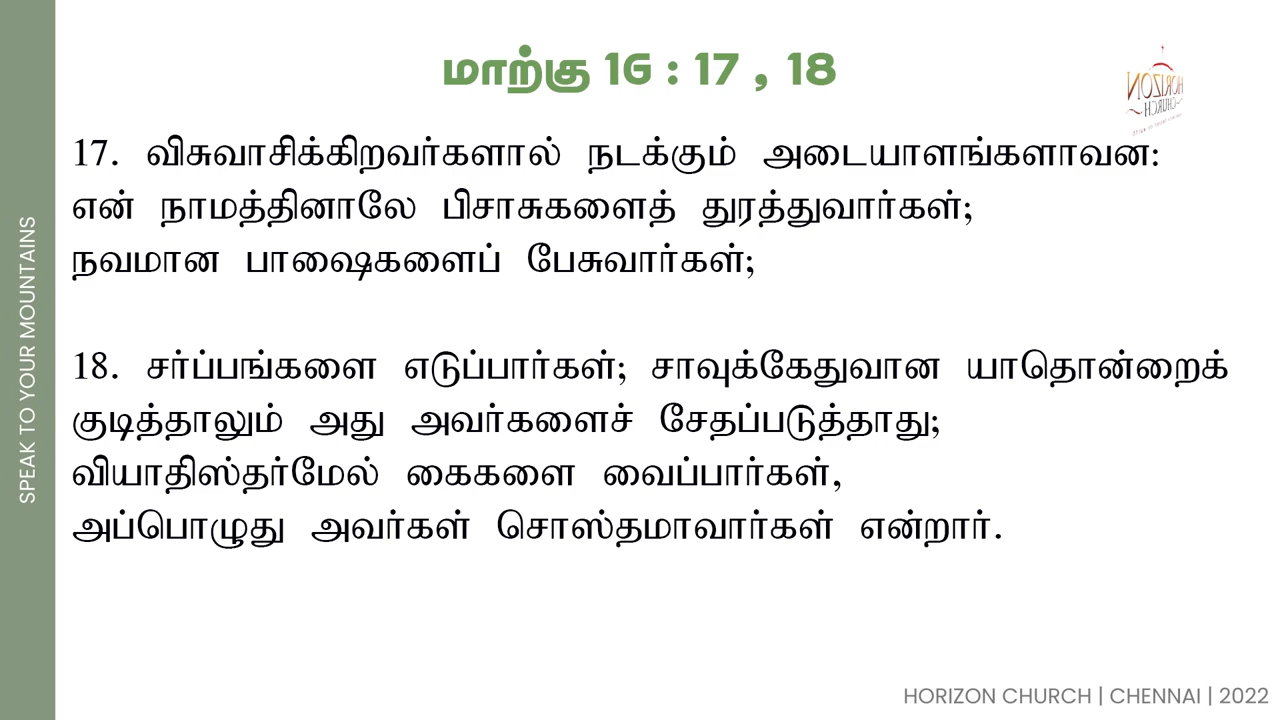 மாற்கு 16 : 17 , 18
HORIZON
CHURCH
17. விசுவாசிக்கிறவர்களால் நடக்கும் அடையாளங்களாவன:
என் நாமத்தினாலே பிசாசுகளைத் துரத்துவார்கள்;
நவமான பாஷைகளைப் பேசுவார்கள்;
18. சர்ப்பங்களை எடுப்பார்கள்; சாவுக்கேதுவான யாதொன்றைக்
குடித்தாலும் அது அவர்களைச் சேதப்படுத்தாது;
வியாதிஸ்தர்மேல் கைகளை வைப்பார்கள்,
அப்பொழுது அவர்கள் சொஸ்தமாவார்கள் என்றார்.
SPEAK TO YOUR MOUNTAINS
HORIZON CHURCH | CHENNAI | 2022